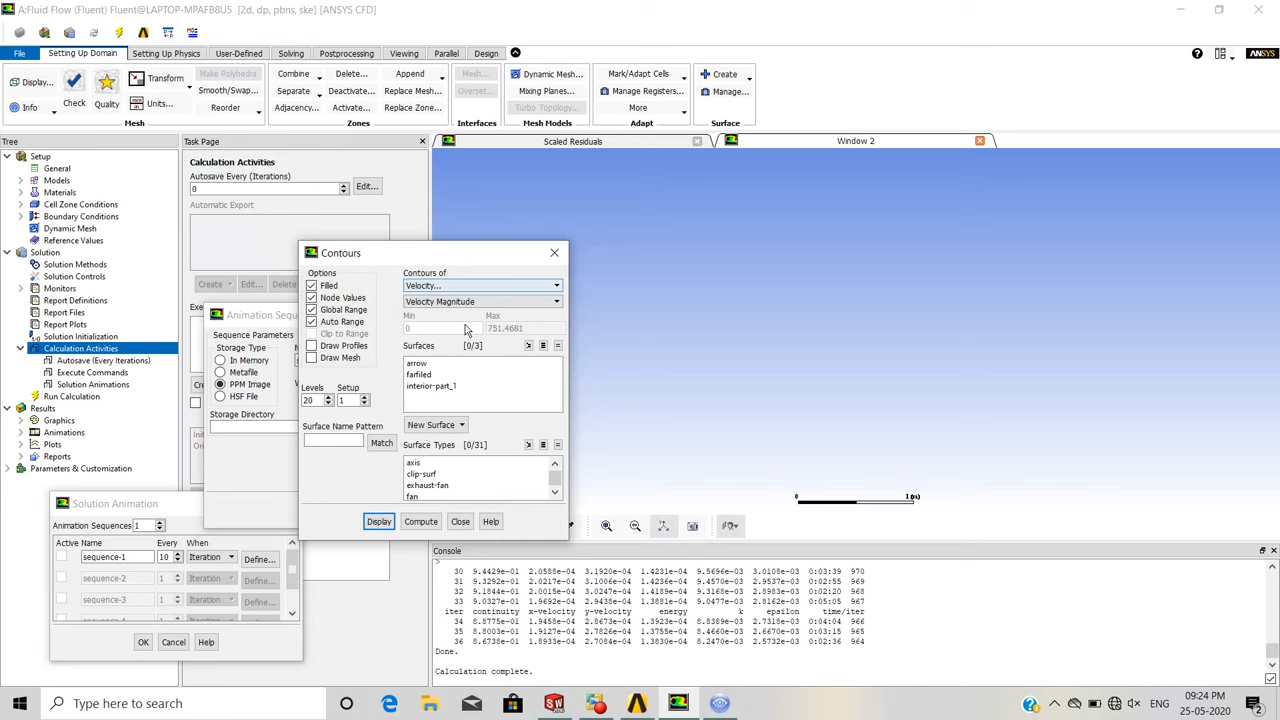 A:Fluid Flow (Fluent) Fluent@LAPTOP-MPAFB8U5 [2d, dp, pbns, ske] [ANSYS CFD]
File
Setting Up Domain
Setting Up Physics
User-Defined
Solving
Postprocessing
Viewing
Parallel
Design
ANSYS
Display...
Info
Check
Quality
Transform
Units...
Make Polyhedra
Smooth/Swap...
Reorder
Mesh
Combine
Separate
Adjacency...
Delete...
Deactivate...
Activate...
Append
Replace Mesh...
Replace Zone...
Zones
Mesh...
Overset...
Interfaces
Dynamic Mesh...
Mixing Planes...
Turbo Topology...
Mesh Models
Mark/Adapt Cells
Manage Registers...
More
Adapt
Create
Manage...
Surface
Tree
Setup
General
Models
Materials
Cell Zone Conditions
Boundary Conditions
Dynamic Mesh
Reference Values
Solution
Solution Methods
Solution Controls
Monitors
Report Definitions
Report Files
Report Plots
Solution Initialization
Calculation Activities
Autosave (Every Iterations)
Execute Commands
Solution Animations
Run Calculation
Results
Graphics
Animations
Plots
Reports
Parameters & Customization
Task Page
Calculation Activities
Autosave Every (Iterations)
0
Edit...
Automatic Export
Create
Edit...
Delete
Scaled Residuals
Window 2
Animation Sequ
Sequence Parameters
Storage Type
In Memory
Metafile
PPM Image
HSF File
Storage Directory
Contours
Options
Filled
Node Values
Global Range
Auto Range
Clip to Range
Draw Profiles
Draw Mesh
Levels
Setup
20
1
Surface Name Pattern
Match
Contours of
Velocity...
Velocity Magnitude
Min
Max
0
751.4681
Surfaces
[0/3]
arrow
farfiled
interior-part_1
New Surface
Surface Types
[0/31]
axis
clip-surf
exhaust-fan
fan
Display
Compute
Close
Help
Solution Animation
Animation Sequences 1
Active Name
Every
When
sequence-1
10
Iteration
Define...
sequence-2
1
Iteration
Define...
sequence-3
1
Iteration
Define...
OK
Cancel
Help
0
1 (m)
Console
>
30 9.4429e-01 2.0588e-04 3.1920e-04 1.4231e-04 9.5696e-03 3.0108e-03 0:03:39 970
31 9.3292e-01 2.0217e-04 3.1006e-04 1.4239e-04 9.4507e-03 2.9537e-03 0:02:55 969
32 9.1844e-01 2.0015e-04 3.0247e-04 1.4189e-04 9.2480e-03 2.8698e-03 0:02:20 968
33 9.0032e-01 1.9692e-04 2.9438e-04 1.3881e-04 9.0477e-03 2.8162e-03 0:05:05 967
iter continuity x-velocity y-velocity energy k epsilon time/iter
34 8.8775e-01 1.9458e-04 2.8673e-04 1.3923e-04 8.8389e-03 2.7318e-03 0:04:04 966
35 8.8003e-01 1.9127e-04 2.7726e-04 1.3755e-04 8.4660e-03 2.6670e-03 0:03:15 965
36 8.6738e-01 1.8933e-04 2.7084e-04 1.3830e-04 8.2470e-03 2.5812e-03 0:02:36 964
Done.
Calculation complete.
Type here to search
ENG
09:24 PM
25-05-2020
2